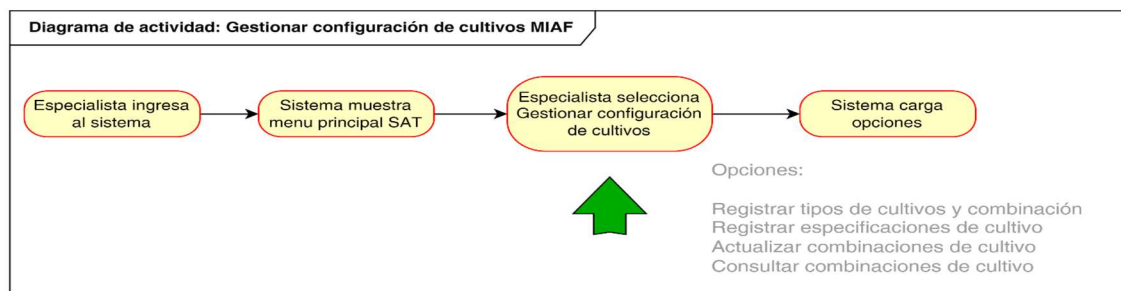 Diagrama de actividad: Gestionar configuración de cultivos MIAF
Especialista ingresa
al sistema
Sistema muestra
menu principal SAT
Especialista selecciona
Gestionar configuración
de cultivos
Sistema carga
opciones
Opciones:
Registrar tipos de cultivos y combinación
Registrar especificaciones de cultivo
Actualizar combinaciones de cultivo
Consultar combinaciones de cultivo